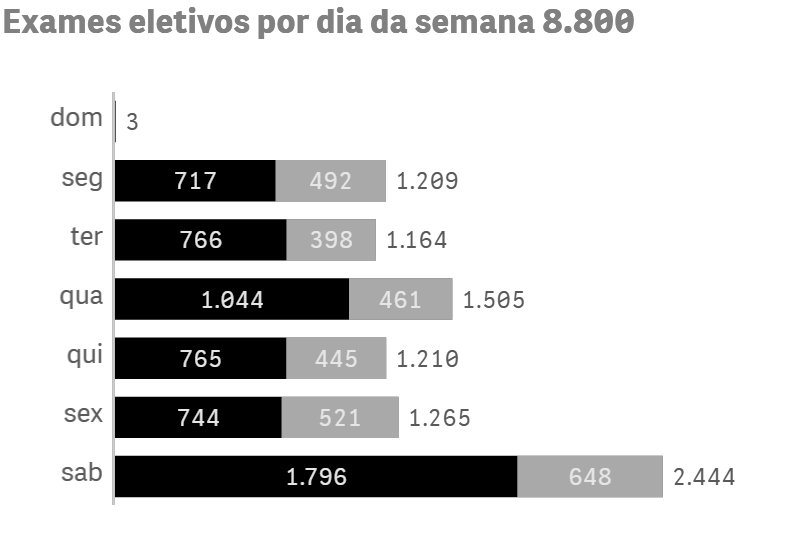 Exames eletivos por dia da semana 8.800
dom 3
seg 717 492 1.209
ter 766 398 1.164
qua 1.044 461 1.505
qui 765 445 1.210
sex 744 521 1.265
sab 1.796 648 2.444